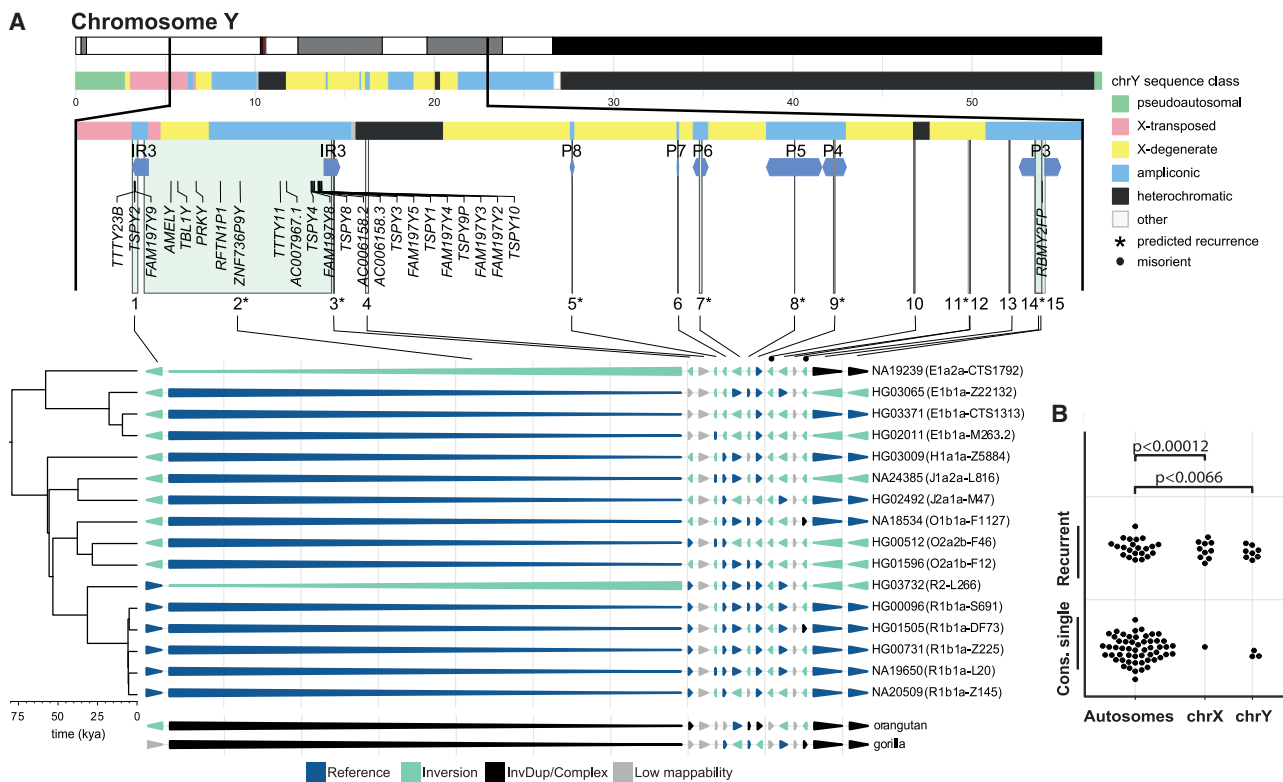 A
Chromosome Y
0 10 20 30 40 50
chrY sequence class
pseudoautosomal
X-transposed
X-degenerate
ampliconic
heterochromatic
other
* predicted recurrence
● misorient
IR3 IR3 P8 P7 P6 P5 P4 P3
TTTY23B
TSPY2
FAM197Y9
AMELY
TBL1Y
PRKY
RFTN1P1
ZNF736P9Y
TTTY11
AC007967.1
TSPY4
FAM197Y8
TSPY8
AC006158.2
AC006158.3
TSPY3
FAM197Y5
TSPY1
FAM197Y4
TSPY9P
FAM197Y3
FAM197Y2
TSPY10
RBMY2FP
1 2* 3* 4 5* 6 7* 8* 9* 10 11* 12 13 14* 15
NA19239(E1a2a-CTS1792)
HG03065(E1b1a-Z22132)
HG03371(E1b1a-CTS1313)
HG02011(E1b1a-M263.2)
HG03009(H1a1a-Z5884)
NA24385(J1a2a-L816)
HG02492(J2a1a-M47)
NA18534(O1b1a-F1127)
HG00512(O2a2b-F46)
HG01596(O2a1b-F12)
HG03732(R2-L266)
HG00096(R1b1a-S691)
HG01505(R1b1a-DF73)
HG00731(R1b1a-Z225)
NA19650(R1b1a-L20)
NA20509(R1b1a-Z145)
orangutan
gorilla
75 50 25 0
time (kya)
Reference Inversion InvDup/Complex Low mappability
B
p<0.00012
p<0.0066
Recurrent
Cons. single
Autosomes chrX chrY